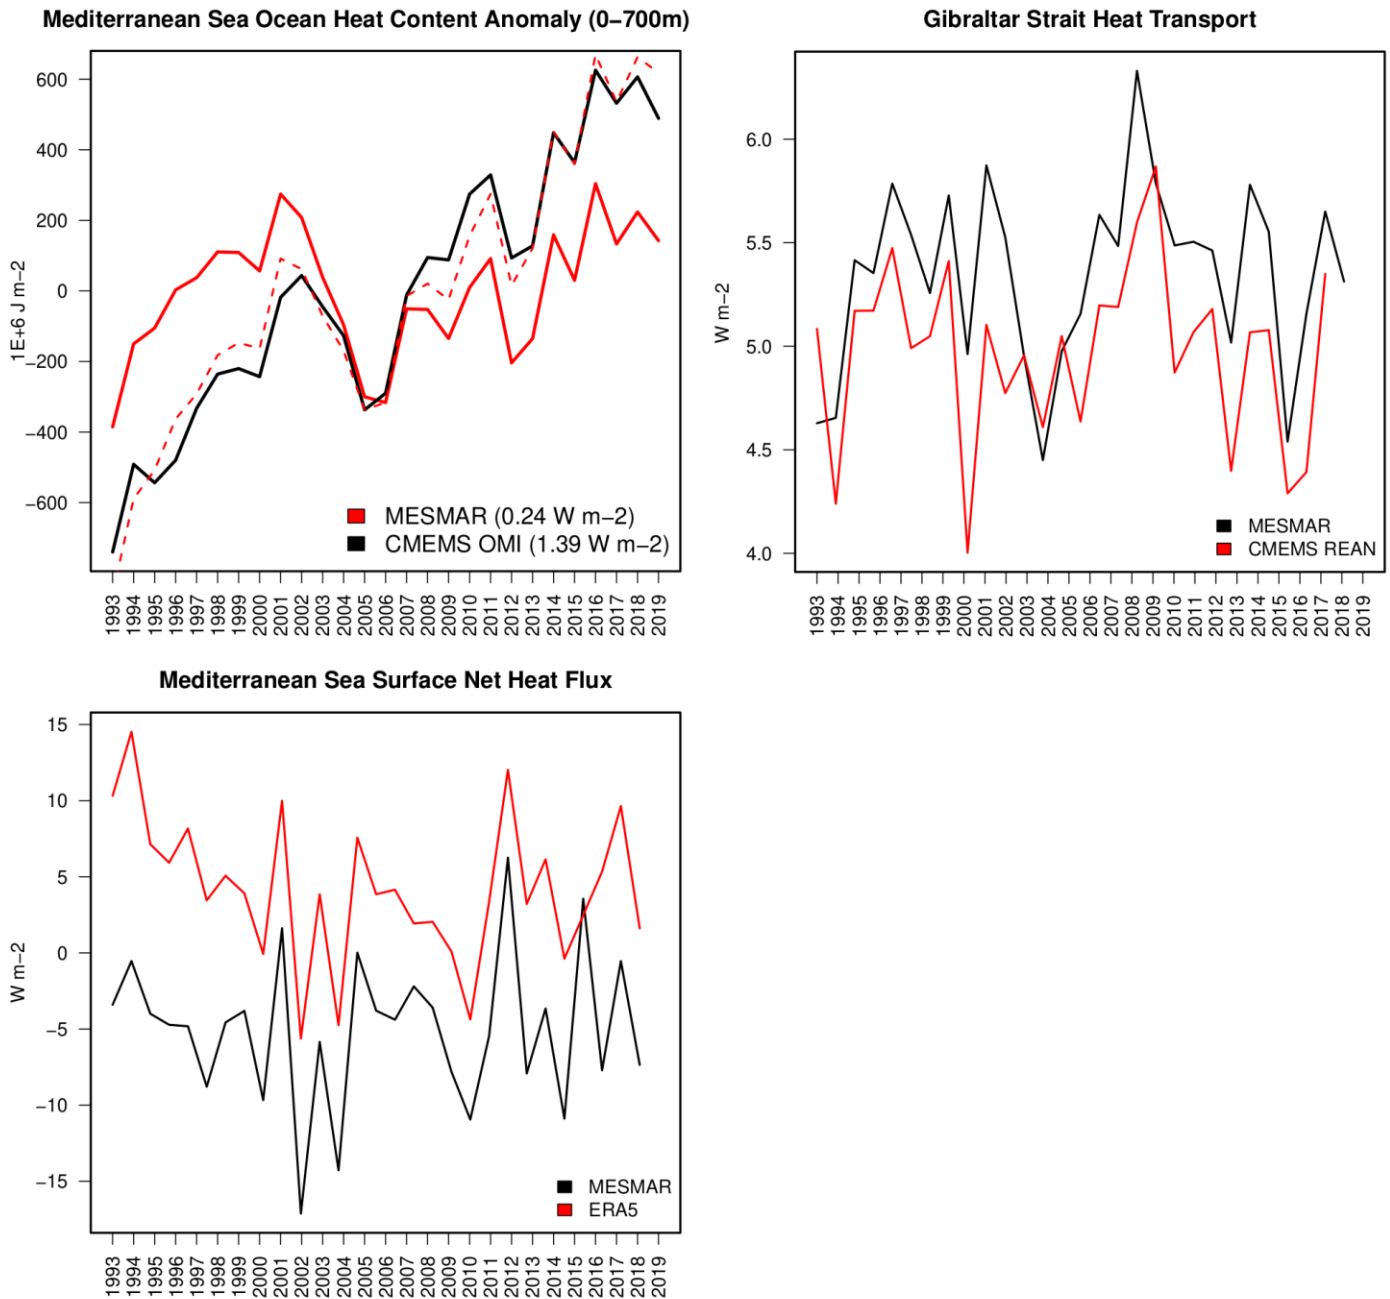 Mediterranean Sea Ocean Heat Content Anomaly (0−700m)
1E+6 J m−2
600
400
200
0
−200
−400
−600
MESMAR (0.24 W m−2)
CMEMS OMI (1.39 W m−2)
1993 1994 1995 1996 1997 1998 1999 2000 2001 2002 2003 2004 2005 2006 2007 2008 2009 2010 2011 2012 2013 2014 2015 2016 2017 2018 2019
Gibraltar Strait Heat Transport
W m−2
6.0
5.5
5.0
4.5
4.0
MESMAR
CMEMS REAN
1993 1994 1995 1996 1997 1998 1999 2000 2001 2002 2003 2004 2005 2006 2007 2008 2009 2010 2011 2012 2013 2014 2015 2016 2017 2018 2019
Mediterranean Sea Surface Net Heat Flux
W m−2
15
10
5
0
−5
−10
−15
MESMAR
ERA5
1993 1994 1995 1996 1997 1998 1999 2000 2001 2002 2003 2004 2005 2006 2007 2008 2009 2010 2011 2012 2013 2014 2015 2016 2017 2018 2019